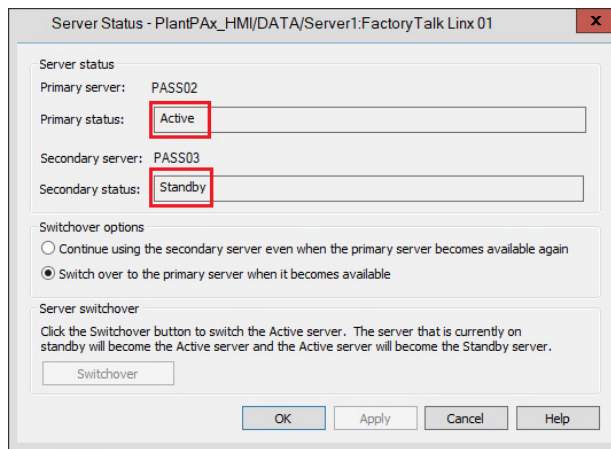 Server Status - PlantPAx_HMI/DATA/Server1:FactoryTalk Linx 01
x
Server status
Primary server: PASS02
Primary status: Active
Secondary server: PASS03
Secondary status: Standby
Switchover options
Continue using the secondary server even when the primary server becomes available again
Switch over to the primary server when it becomes available
Server switchover
Click the Switchover button to switch the Active server. The server that is currently on
standby will become the Active server and the Active server will become the Standby server.
Switchover
OK Apply Cancel Help